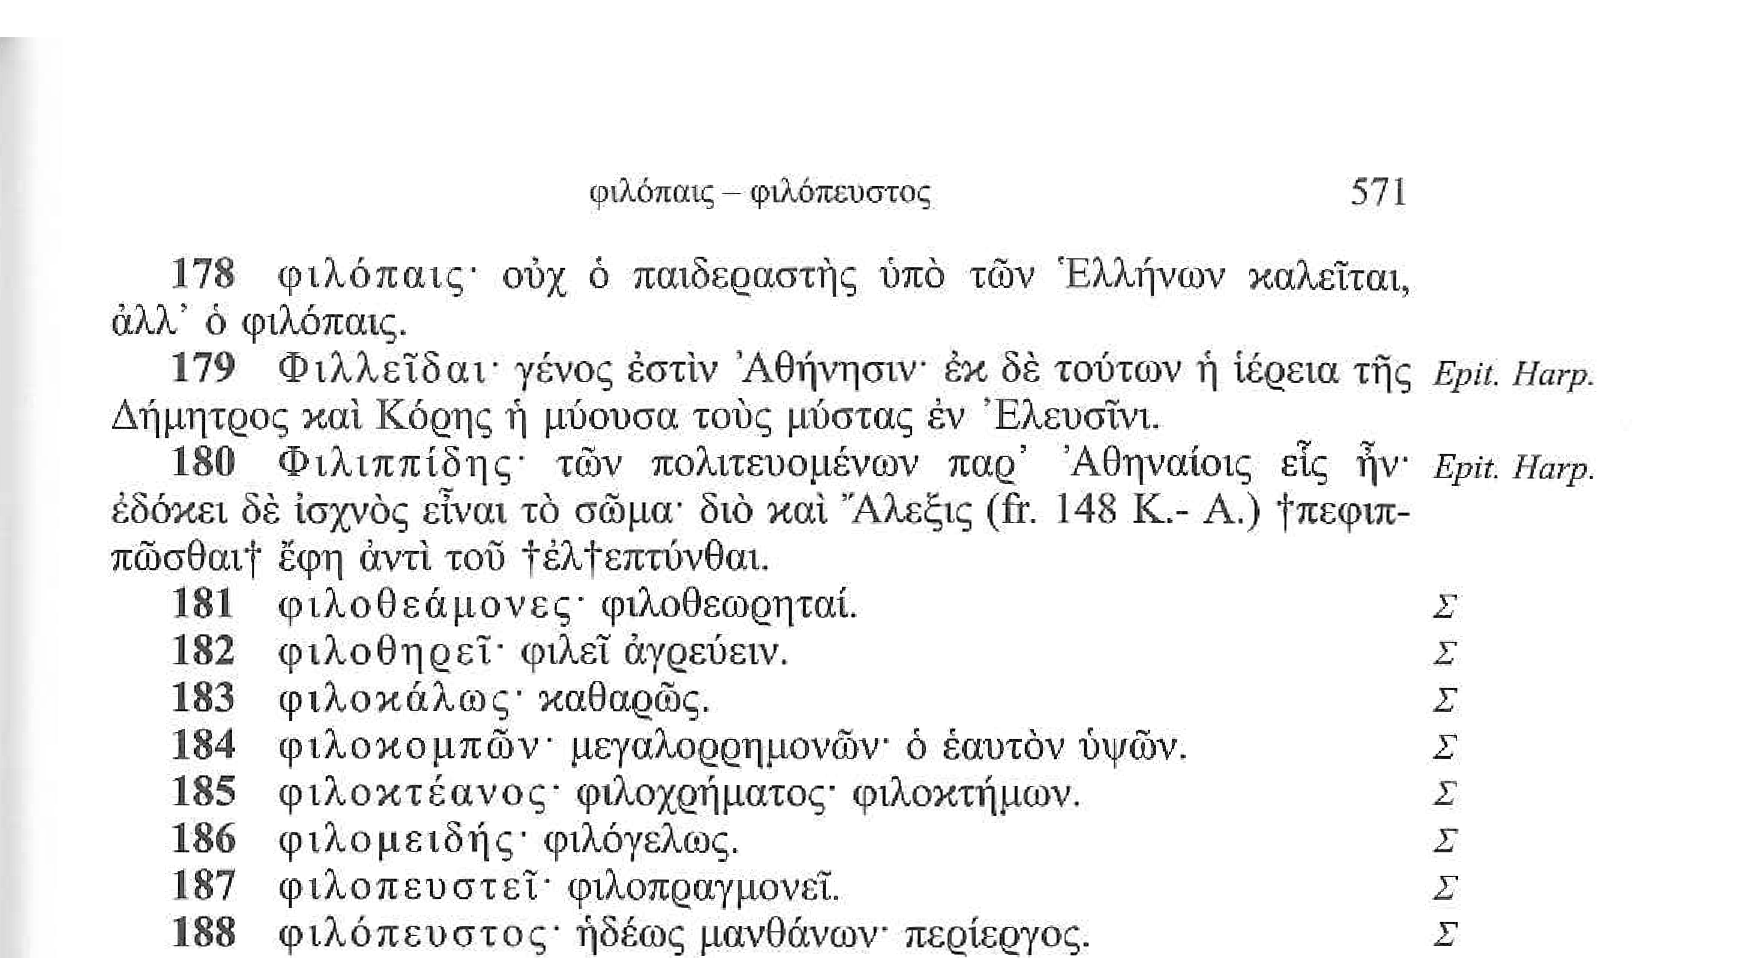 φιλόπαις – φιλόπευστος 571
178 φιλόπαις· οὐχ ὁ παιδεραστὴς ὑπὸ τῶν Ἑλλήνων καλεῖται,
ἀλλ’ ὁ φιλόπαις.
179 Φιλλεῖδαι· γένος ἐστὶν Ἀθήνησιν· ἐκ δὲ τούτων ἡ ἱέρεια τῆς Epit. Harp.
Δήμητρος καὶ Κόρης ἡ μύουσα τοὺς μύστας ἐν Ἐλευσῖνι.
180 Φιλιππίδης· τῶν πολιτευομένων παρ’ Ἀθηναίοις εἷς ἦν· Epit. Harp.
ἐδόκει δὲ ἰσχνὸς εἶναι τὸ σῶμα· διὸ καὶ Ἄλεξις (fr. 148 K.- A.) †πεφιπ-
πῶσθαι† ἔφη ἀντὶ τοῦ †ἐλ†επτύνθαι.
181 φιλοθεάμονες· φιλοθεωρηταί. Σ
182 φιλοθηρεῖ· φιλεῖ ἀγρεύειν. Σ
183 φιλοκάλως· καθαρῶς. Σ
184 φιλοκομπῶν· μεγαλορρημονῶν· ὁ ἑαυτὸν ὑψῶν. Σ
185 φιλοκτέανος· φιλοχρήματος· φιλοκτήμων. Σ
186 φιλομειδής· φιλόγελως. Σ
187 φιλοπευστεῖ· φιλοπραγμονεῖ. Σ
188 φιλόπευστος· ἡδέως μανθάνων· περίεργος. Σ